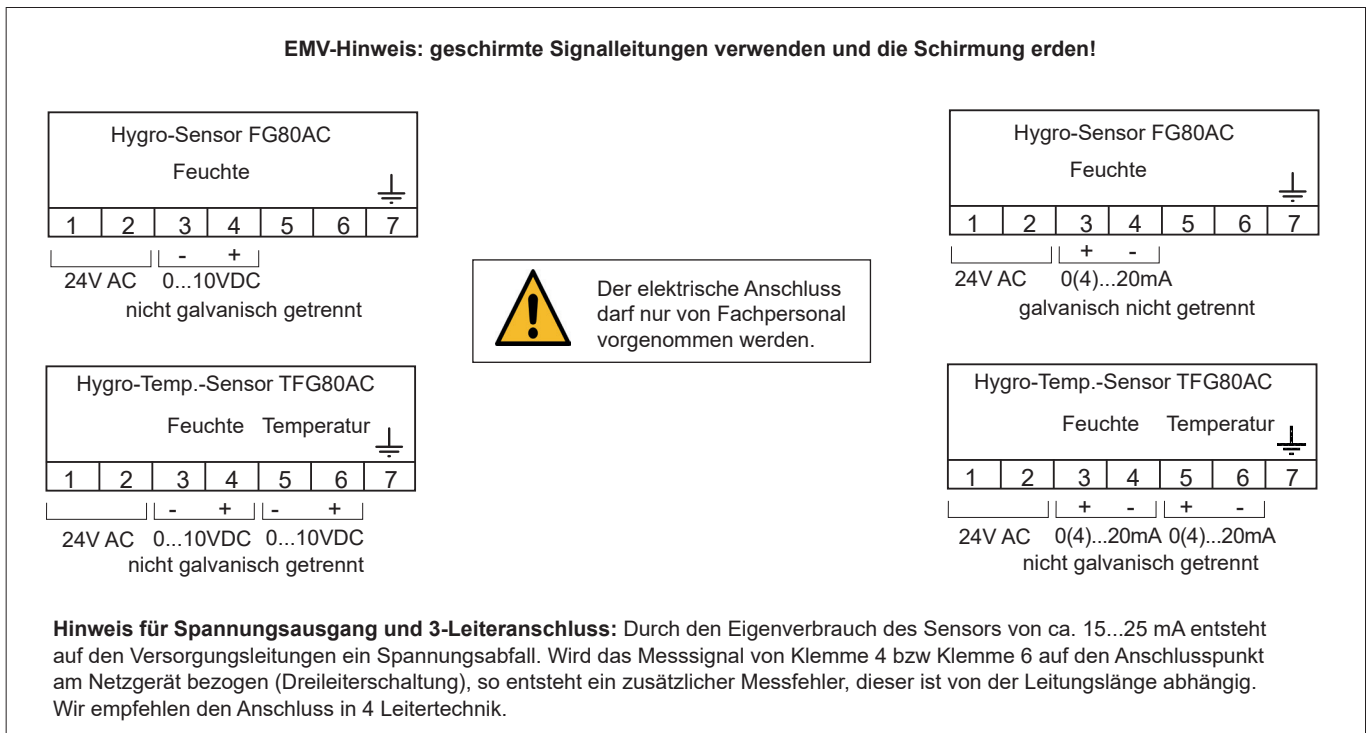 EMV-Hinweis: geschirmte Signalleitungen verwenden und die Schirmung erden!
Hygro-Sensor FG80AC
Feuchte
1 2 3 4 5 6 7
- +
24V AC 0...10VDC
nicht galvanisch getrennt
Hygro-Sensor FG80AC
Feuchte
1 2 3 4 5 6 7
+ -
24V AC 0(4)...20mA
galvanisch nicht getrennt
Der elektrische Anschluss
darf nur von Fachpersonal
vorgenommen werden.
Hygro-Temp.-Sensor TFG80AC
Feuchte Temperatur
1 2 3 4 5 6 7
- + - +
24V AC 0...10VDC 0...10VDC
nicht galvanisch getrennt
Hygro-Temp.-Sensor TFG80AC
Feuchte Temperatur
1 2 3 4 5 6 7
+ - + -
24V AC 0(4)...20mA 0(4)...20mA
nicht galvanisch getrennt
Hinweis für Spannungsausgang und 3-Leiteranschluss: Durch den Eigenverbrauch des Sensors von ca. 15...25 mA entsteht
auf den Versorgungsleitungen ein Spannungsabfall. Wird das Messsignal von Klemme 4 bzw Klemme 6 auf den Anschlusspunkt
am Netzgerät bezogen (Dreileiterschaltung), so entsteht ein zusätzlicher Messfehler, dieser ist von der Leitungslänge abhängig.
Wir empfehlen den Anschluss in 4 Leitertechnik.